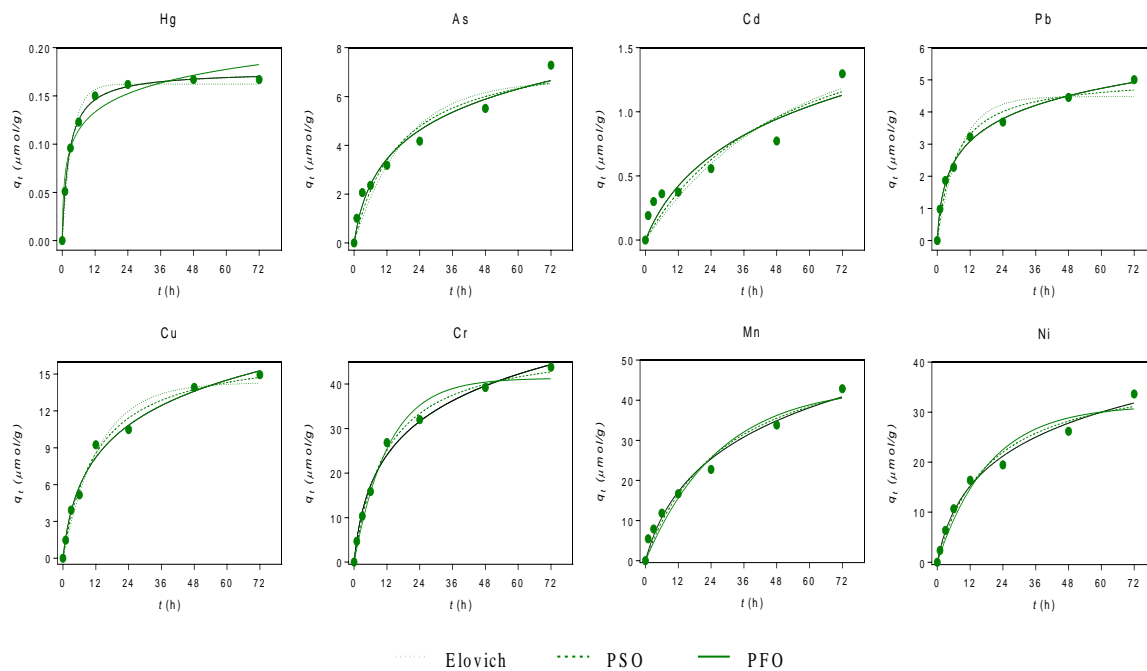 Hg
0.20
0.15
0.10
0.05
0.00
q_t (μmol/g)
0 12 24 36 48 60 72
t (h)
As
8
6
4
2
0
q_t (μmol/g)
0 12 24 36 48 60 72
t (h)
Cd
1.5
1.0
0.5
0.0
q_t (μmol/g)
0 12 24 36 48 60 72
t (h)
Pb
6
5
4
3
2
1
0
q_t (μmol/g)
0 12 24 36 48 60 72
t (h)
Cu
15
12
9
6
3
0
q_t (μmol/g)
0 12 24 36 48 60 72
t (h)
Cr
40
30
20
10
0
q_t (μmol/g)
0 12 24 36 48 60 72
t (h)
Mn
50
40
30
20
10
0
q_t (μmol/g)
0 12 24 36 48 60 72
t (h)
Ni
40
30
20
10
0
q_t (μmol/g)
0 12 24 36 48 60 72
t (h)
Elovich PSO PFO